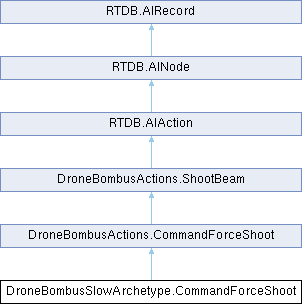 RTDB.AIRecord
RTDB.AINode
RTDB.AIAction
DroneBombusActions.ShootBeam
DroneBombusActions.CommandForceShoot
DroneBombusSlowArchetype.CommandForceShoot